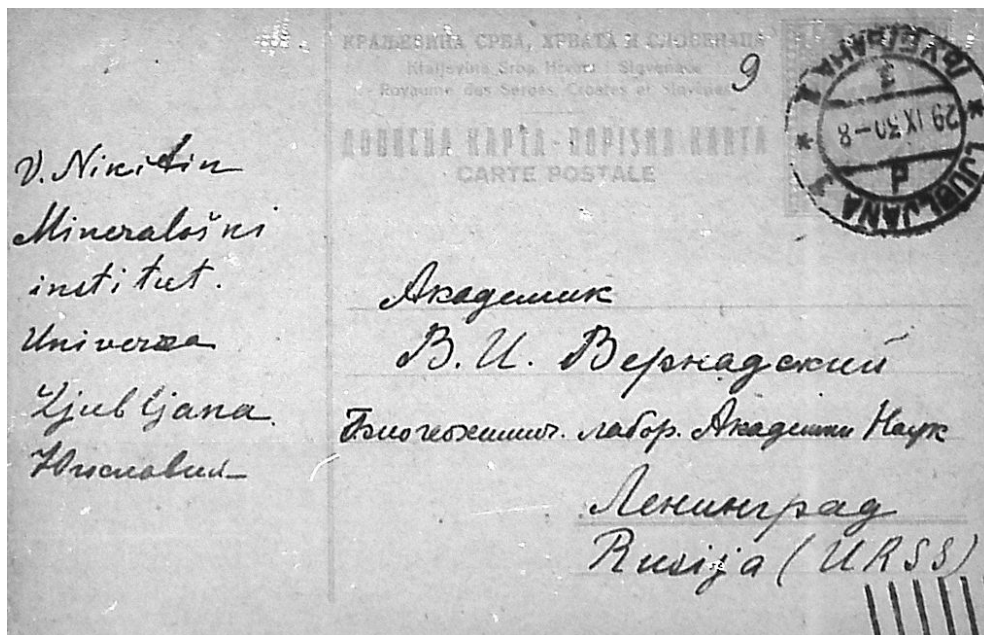 КРАЉЕВИНА СРБА, ХРВАТА И СЛОВЕНАЦА
Kraljevina Srba, Hrvata i Slovenaca
Royaume des Serbes, Croates et Slovènes
9
ДОПИСНА КАРТА - DOPISNA KARTA
CARTE POSTALE
ЉУБЉАНА 1
29.IX.30-8
P
LJUBLJANA
V. Nikitin
Mineraloški
institut.
Univerza
Ljubljana.
Югославия
Академик
В. И. Вернадский
Биогеохимич. лабор. Академии Наук
Ленинград
Rusija (URSS)